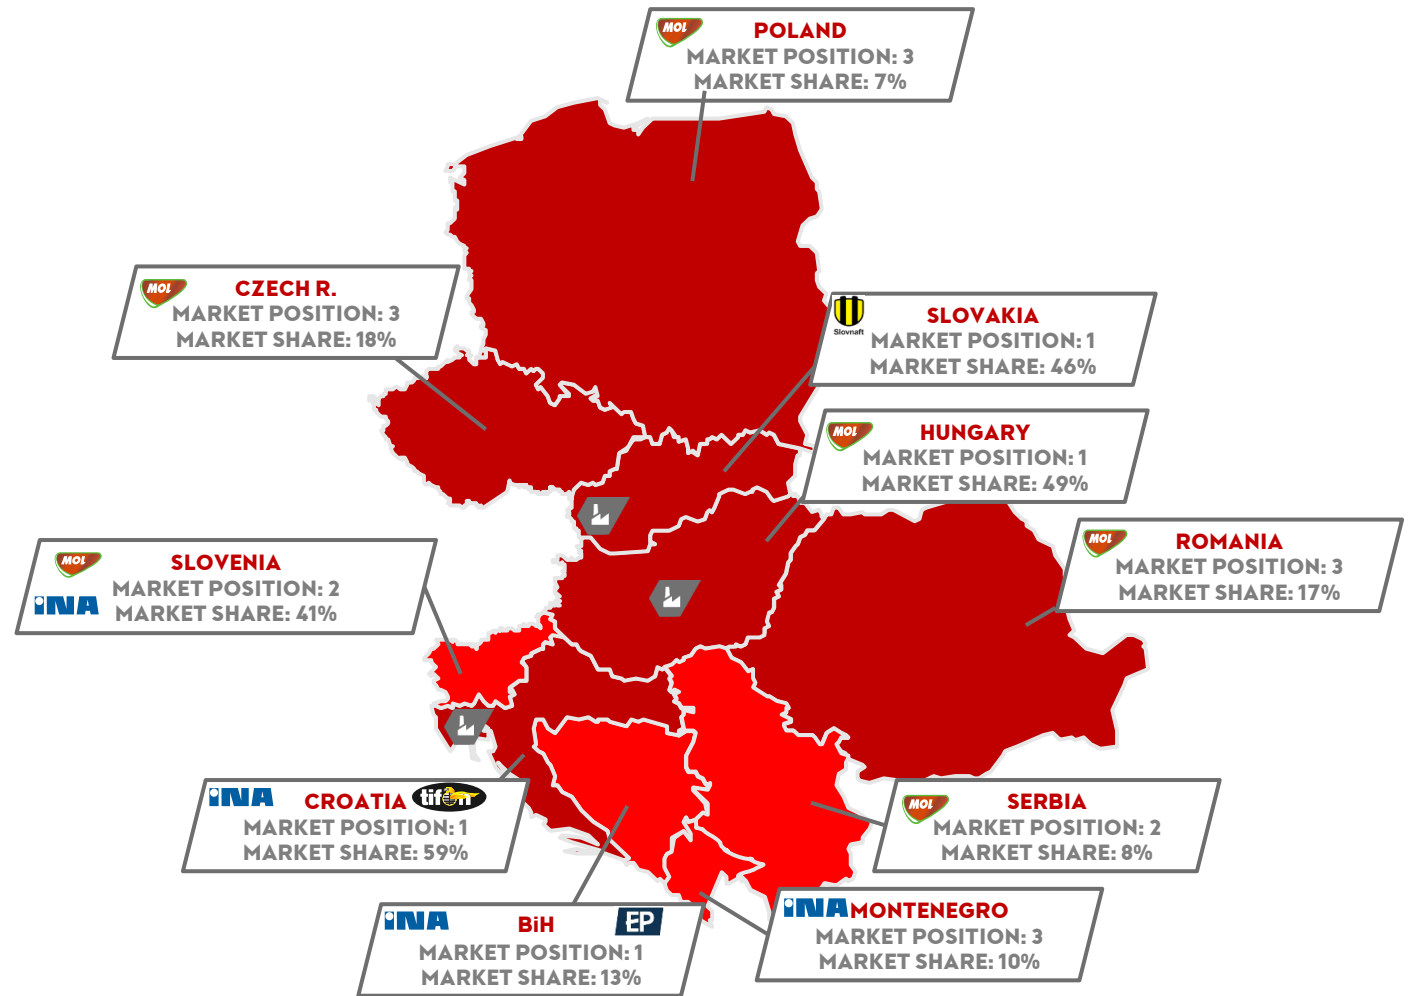 MOL
POLAND
MARKET POSITION: 3
MARKET SHARE: 7%
MOL
CZECH R.
MARKET POSITION: 3
MARKET SHARE: 18%
Slovnaft
SLOVAKIA
MARKET POSITION: 1
MARKET SHARE: 46%
MOL
HUNGARY
MARKET POSITION: 1
MARKET SHARE: 49%
MOL
ROMANIA
MARKET POSITION: 3
MARKET SHARE: 17%
MOL
INA
SLOVENIA
MARKET POSITION: 2
MARKET SHARE: 41%
INA
CROATIA
tifon
MARKET POSITION: 1
MARKET SHARE: 59%
MOL
SERBIA
MARKET POSITION: 2
MARKET SHARE: 8%
INA
BiH
EP
MARKET POSITION: 1
MARKET SHARE: 13%
INA
MONTENEGRO
MARKET POSITION: 3
MARKET SHARE: 10%